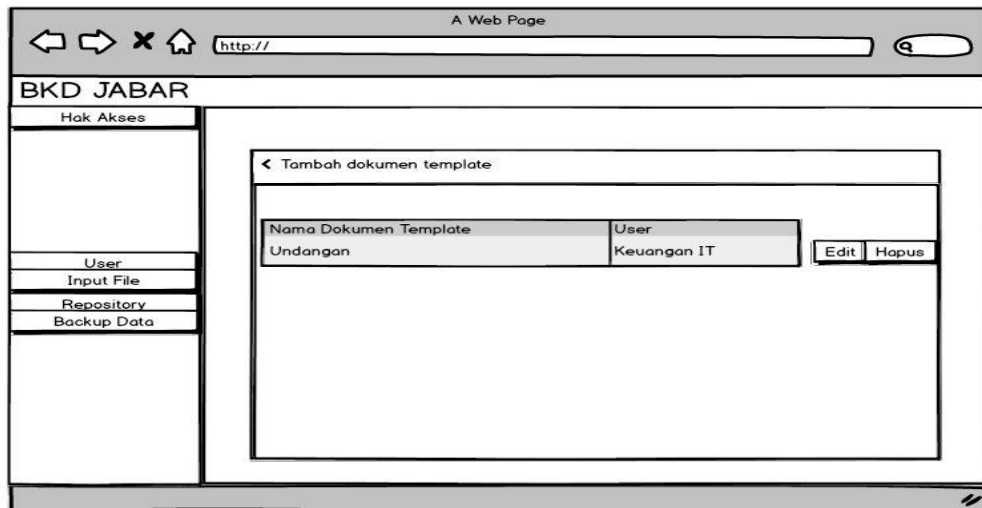 A Web Page
http://
BKD JABAR
Hak Akses
User
Input File
Repository
Backup Data
Tambah dokumen template
Nama Dokumen Template User
Undangan Keuangan IT Edit Hapus